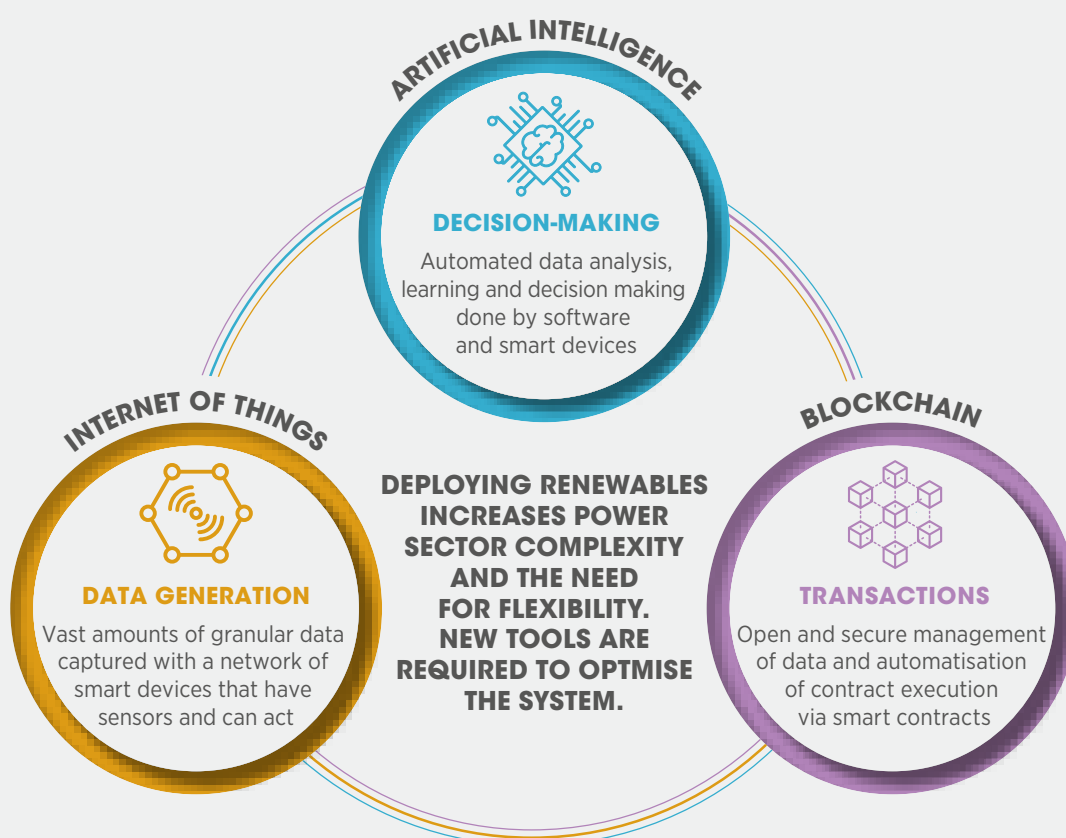 ARTIFICIAL INTELLIGENCE
DECISION-MAKING
Automated data analysis,
learning and decision making
done by software
and smart devices
INTERNET OF THINGS
DATA GENERATION
Vast amounts of granular data
captured with a network of
smart devices that have
sensors and can act
DEPLOYING RENEWABLES
INCREASES POWER
SECTOR COMPLEXITY
AND THE NEED
FOR FLEXIBILITY.
NEW TOOLS ARE
REQUIRED TO OPTMISE
THE SYSTEM.
BLOCKCHAIN
TRANSACTIONS
Open and secure management
of data and automatisation
of contract execution
via smart contracts